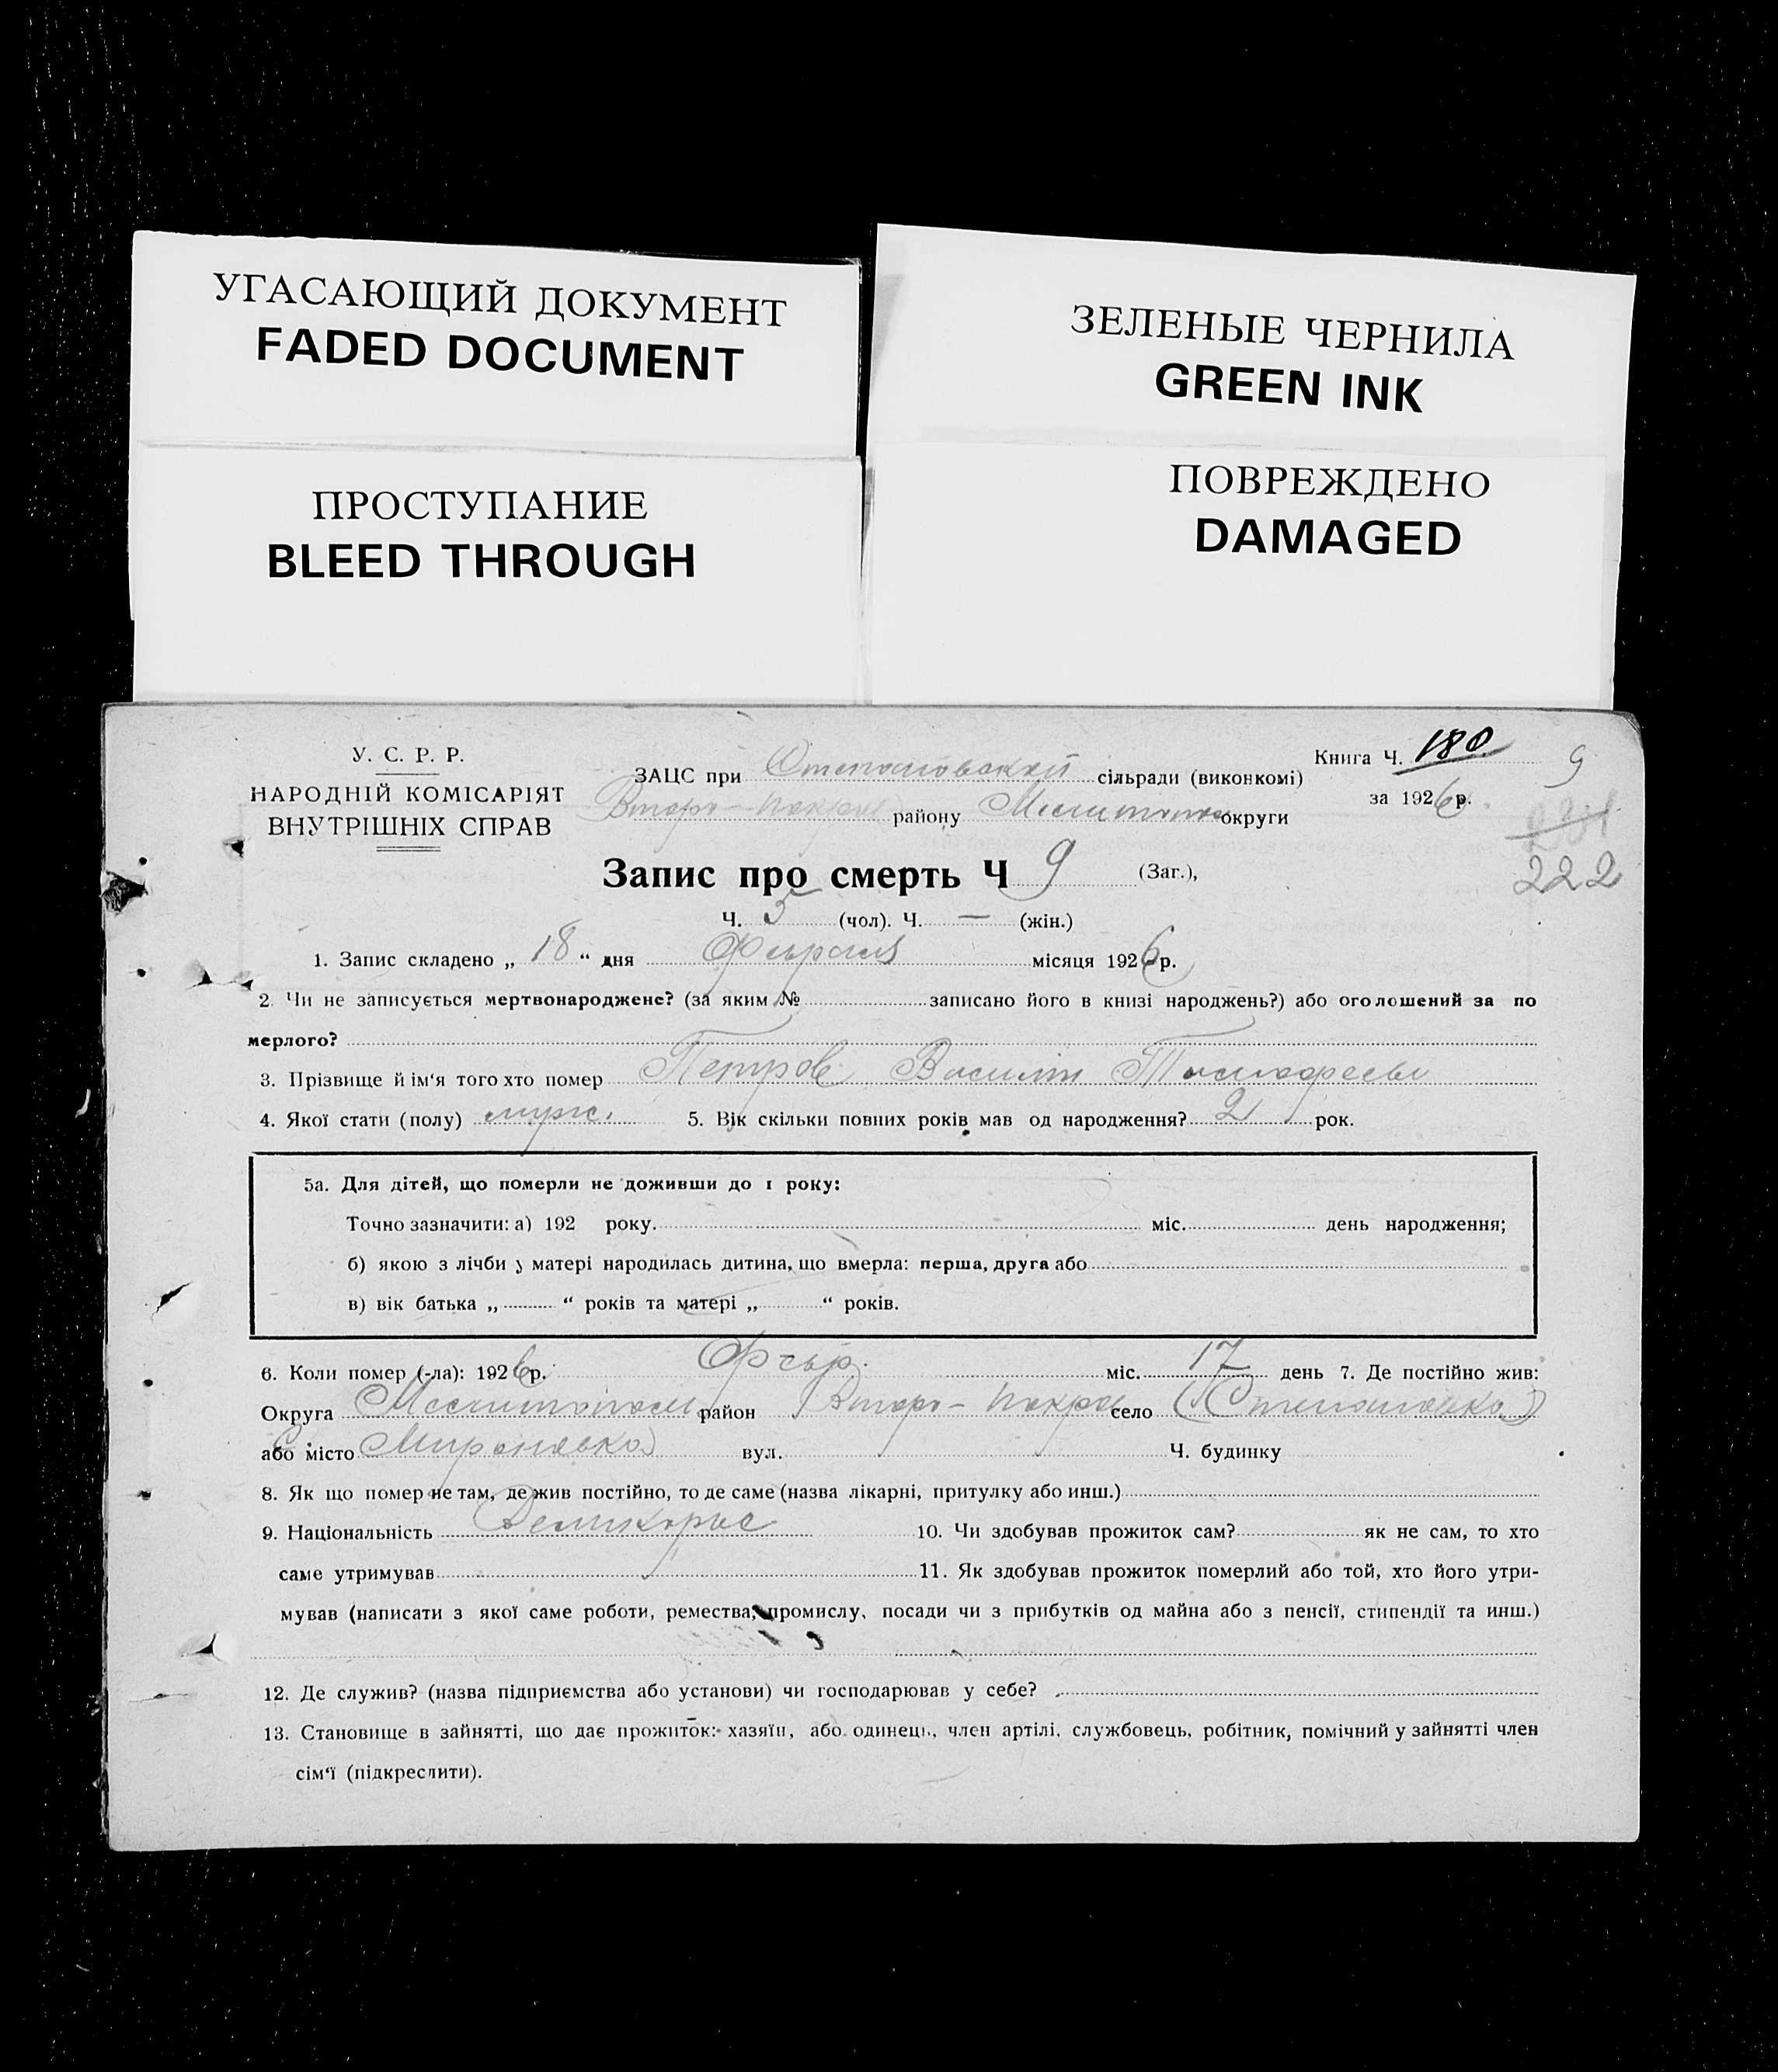 УГАСАЮЩИЙ ДОКУМЕНТ
FADED DOCUMENT
ЗЕЛЕНЫЕ ЧЕРНИЛА
GREEN INK
ПРОСТУПАНИЕ
BLEED THROUGH
ПОВРЕЖДЕНО
DAMAGED
У. С. Р. Р.
НАРОДНІЙ КОМІСАРІЯТ
ВНУТРІШНІХ СПРАВ
ЗАЦС при сільради (виконкомі)
району округи
Книга Ч. 180
за 1926 р.
9
222
Запис про смерть Ч 9 (Заг.),
Ч. 5 (чол). Ч. — (жін.)
1. Запис складено „ 18 “ дня місяця 1926 р.
2. Чи не записується мертвонароджене? (за яким № записано його в книзі народжень?) або оголошений за по
мерлого?
3. Прізвище й ім‘я того хто помер Петров
4. Якої стати (полу) муж. 5. Вік скільки повних років мав од народження? 2 рок.
5а. Для дітей, що померли не доживши до 1 року:
Точно зазначити: а) 192 року. міс. день народження;
б) якою з лічби у матері народилась дитина, що вмерла: перша, друга або
в) вік батька „ “ років та матері „ “ років.
6. Коли помер (-ла): 1926 р. міс. 17 день 7. Де постійно жив:
Округа район Второ-Покро село
або місто вул. Ч. будинку
8. Як що помер не там, де жив постійно, то де саме (назва лікарні, притулку або инш.)
9. Національність Великорус 10. Чи здобував прожиток сам? як не сам, то хто
саме утримував 11. Як здобував прожиток померлий або той, хто його утри-
мував (написати з якої саме роботи, ремества, промислу, посади чи з прибутків од майна або з пенсії, стипендії та инш.)
12. Де служив? (назва підприємства або установи) чи господарював у себе?
13. Становище в зайнятті, що дає прожиток: хазяїн, або одинець, член артілі, службовець, робітник, помічний у зайнятті член
сім‘ї (підкреслити).